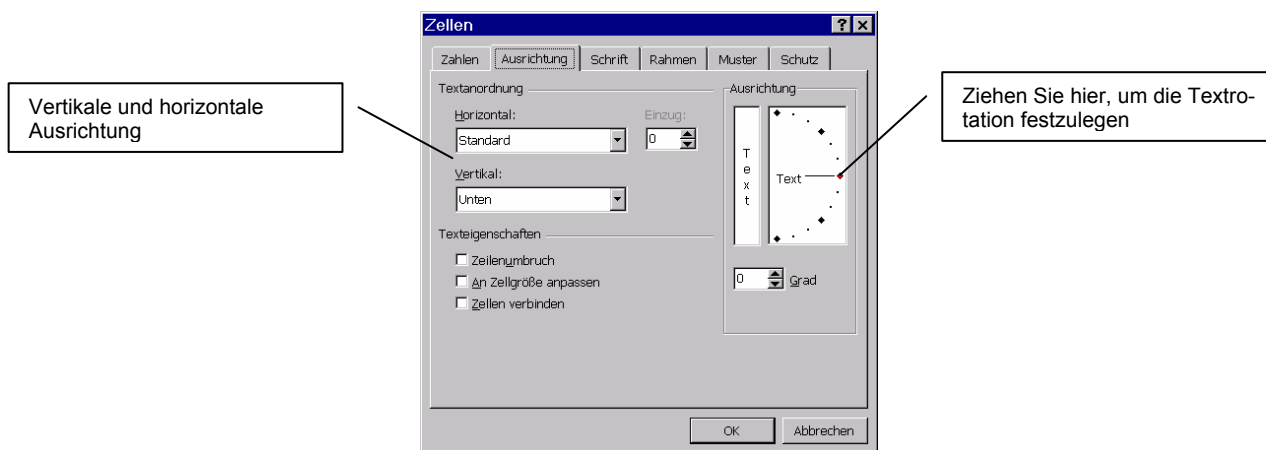 Zellen
Zahlen Ausrichtung Schrift Rahmen Muster Schutz
Vertikale und horizontale
Ausrichtung
Textanordnung
Horizontal: Einzug:
Standard 0
Vertikal:
Unten
Texteigenschaften
Zeilenumbruch
An Zellgröße anpassen
Zellen verbinden
Ausrichtung
T
e
x
t
Text
0 Grad
Ziehen Sie hier, um die Textro-
tation festzulegen
OK Abbrechen